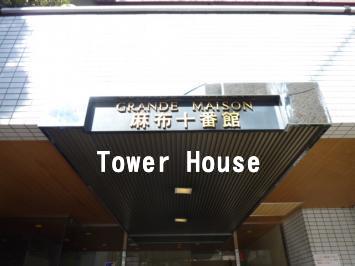 GRANDE MAISON
麻布十番館
Tower House